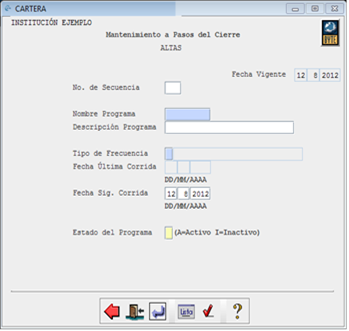 CARTERA
INSTITUCIÓN EJEMPLO
Mantenimiento a Pasos del Cierre
ALTAS
BYTE
Fecha Vigente 12 8 2012
No. de Secuencia
Nombre Programa
Descripción Programa
Tipo de Frecuencia
Fecha Última Corrida
DD/MM/AAAA
Fecha Sig. Corrida 12 8 2012
DD/MM/AAAA
Estado del Programa (A=Activo I=Inactivo)
Lista ?